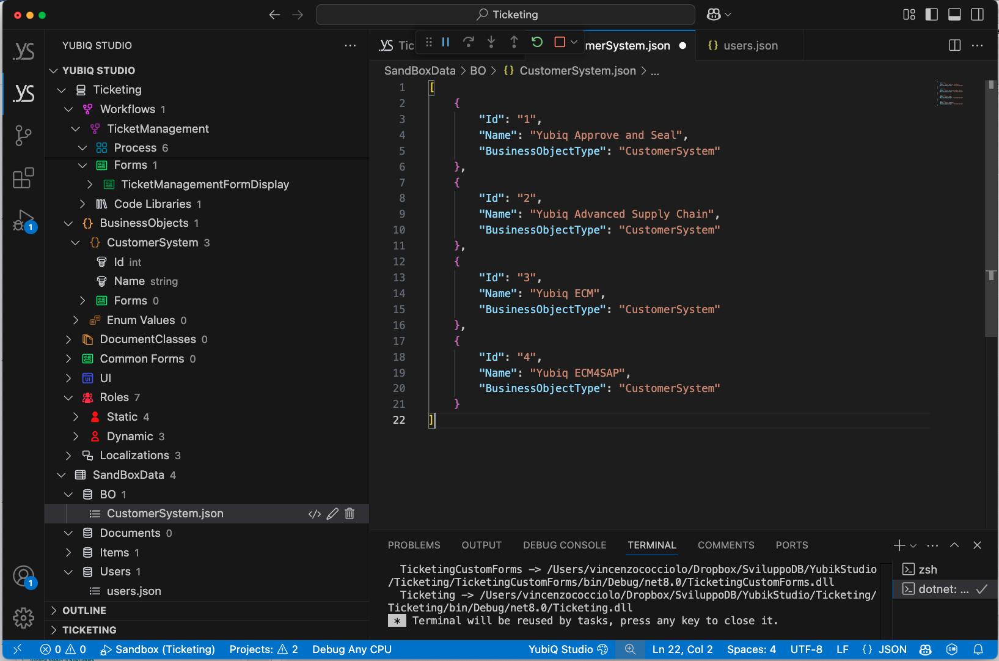 Ticketing
YUBIQ STUDIO
YUBIQ STUDIO
Ticketing
Workflows 1
TicketManagement
Process 6
Forms 1
TicketManagementFormDisplay
Code Libraries 1
BusinessObjects 1
CustomerSystem 3
Id int
Name string
Forms 0
Enum Values 0
DocumentClasses 0
Common Forms 0
UI
Roles 7
Static 4
Dynamic 3
Localizations 3
SandBoxData 4
BO 1
CustomerSystem.json
Documents 0
Items 1
Users 1
users.json
OUTLINE
TICKETING
YS
YS
1
1
YS Tic
merSystem.json
{} users.json
SandBoxData > BO > {} CustomerSystem.json > ...
1 [
2 {
3 "Id": "1",
4 "Name": "Yubiq Approve and Seal",
5 "BusinessObjectType": "CustomerSystem"
6 },
7 {
8 "Id": "2",
9 "Name": "Yubiq Advanced Supply Chain",
10 "BusinessObjectType": "CustomerSystem"
11 },
12 {
13 "Id": "3",
14 "Name": "Yubiq ECM",
15 "BusinessObjectType": "CustomerSystem"
16 },
17 {
18 "Id": "4",
19 "Name": "Yubiq ECM4SAP",
20 "BusinessObjectType": "CustomerSystem"
21 }
22 ]
PROBLEMS OUTPUT DEBUG CONSOLE TERMINAL COMMENTS PORTS
TicketingCustomForms -> /Users/vincenzococciolo/Dropbox/SviluppoDB/YubikStudio
/Ticketing/TicketingCustomForms/bin/Debug/net8.0/TicketingCustomForms.dll
Ticketing -> /Users/vincenzococciolo/Dropbox/SviluppoDB/YubikStudio/Ticketing/
Ticketing/bin/Debug/net8.0/Ticketing.dll
* Terminal will be reused by tasks, press any key to close it.
zsh
dotnet: ...
0 0 Sandbox (Ticketing) Projects: 2 Debug Any CPU YubiQ Studio Ln 22, Col 2 Spaces: 4 UTF-8 LF {} JSON